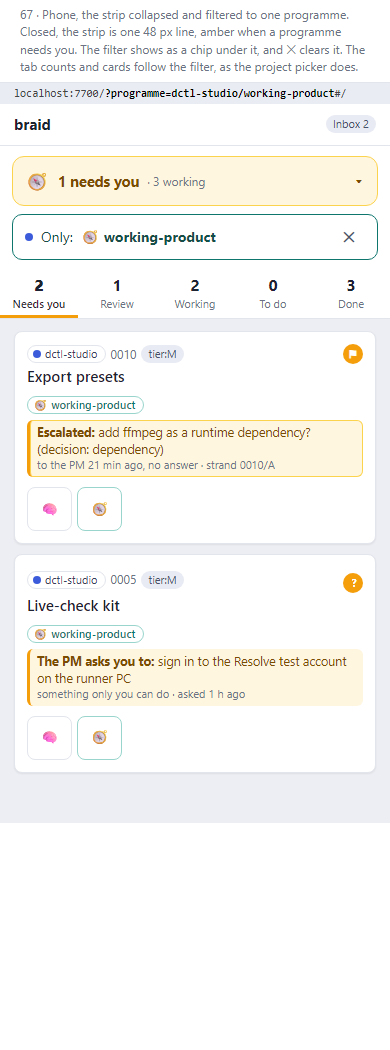 67 · Phone, the strip collapsed and filtered to one programme.
Closed, the strip is one 48 px line, amber when a programme
needs you. The filter shows as a chip under it, and ✕ clears it. The
tab counts and cards follow the filter, as the project picker does.
localhost:7700/?programme=dctl-studio/working-product#/
braid
Inbox 2
1 needs you · 3 working
Only: working-product ✕
2 1 2 0 3
Needs you Review Working To do Done
dctl-studio 0010 tier:M
Export presets
working-product
Escalated: add ffmpeg as a runtime dependency?
(decision: dependency)
to the PM 21 min ago, no answer · strand 0010/A
dctl-studio 0005 tier:M ?
Live-check kit
working-product
The PM asks you to: sign in to the Resolve test account
on the runner PC
something only you can do · asked 1 h ago